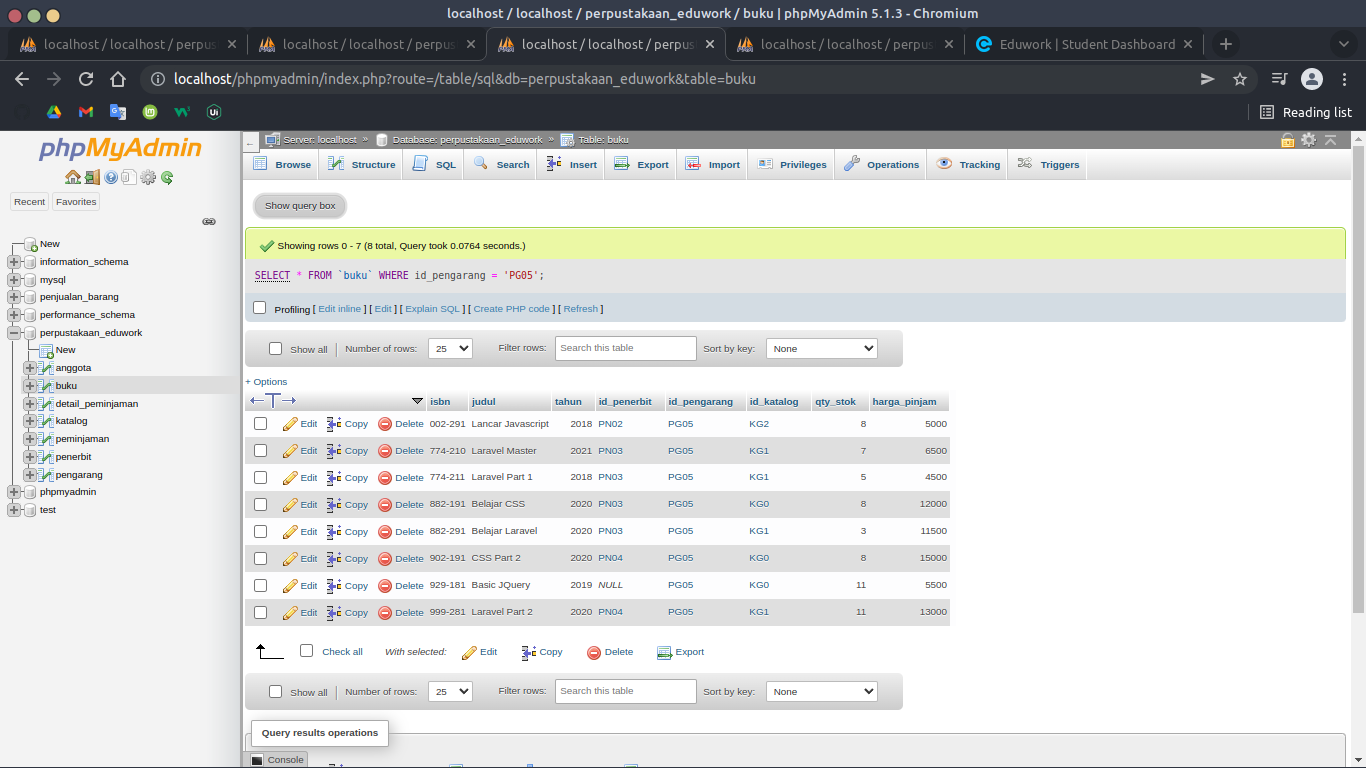 localhost / localhost / perpustakaan_eduwork / buku | phpMyAdmin 5.1.3 - Chromium
localhost / localhost / perpus localhost / localhost / perpus localhost / localhost / perpus localhost / localhost / perpus Eduwork | Student Dashboard
localhost/phpmyadmin/index.php?route=/table/sql&db=perpustakaan_eduwork&table=buku
Reading list
phpMyAdmin
Recent Favorites
New
information_schema
mysql
penjualan_barang
performance_schema
perpustakaan_eduwork
New
anggota
buku
detail_peminjaman
katalog
peminjaman
penerbit
pengarang
phpmyadmin
test
Server: localhost » Database: perpustakaan_eduwork » Table: buku
Browse Structure SQL Search Insert Export Import Privileges Operations Tracking Triggers
Show query box
Showing rows 0 - 7 (8 total, Query took 0.0764 seconds.)
SELECT * FROM `buku` WHERE id_pengarang = 'PG05';
Profiling [ Edit inline ] [ Edit ] [ Explain SQL ] [ Create PHP code ] [ Refresh ]
Show all | Number of rows: 25 Filter rows: Search this table Sort by key: None
+ Options
isbn judul tahun id_penerbit id_pengarang id_katalog qty_stok harga_pinjam
Edit Copy Delete 002-291 Lancar Javascript 2018 PN02 PG05 KG2 8 5000
Edit Copy Delete 774-210 Laravel Master 2021 PN03 PG05 KG1 7 6500
Edit Copy Delete 774-211 Laravel Part 1 2018 PN03 PG05 KG1 5 4500
Edit Copy Delete 882-191 Belajar CSS 2020 PN03 PG05 KG0 8 12000
Edit Copy Delete 882-291 Belajar Laravel 2020 PN03 PG05 KG1 3 11500
Edit Copy Delete 902-191 CSS Part 2 2020 PN04 PG05 KG0 8 15000
Edit Copy Delete 929-181 Basic JQuery 2019 NULL PG05 KG0 11 5500
Edit Copy Delete 999-281 Laravel Part 2 2020 PN04 PG05 KG1 11 13000
Check all With selected: Edit Copy Delete Export
Show all | Number of rows: 25 Filter rows: Search this table Sort by key: None
Query results operations
Console